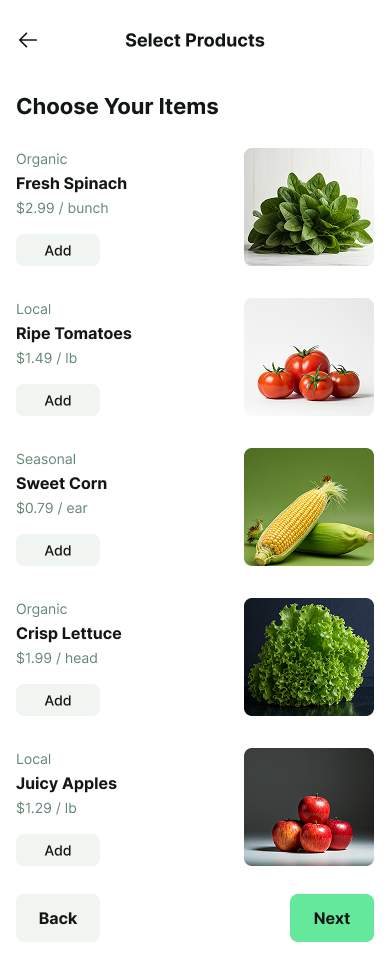 Select Products
Choose Your Items
Organic
Fresh Spinach
$2.99 / bunch
Add
Local
Ripe Tomatoes
$1.49 / lb
Add
Seasonal
Sweet Corn
$0.79 / ear
Add
Organic
Crisp Lettuce
$1.99 / head
Add
Local
Juicy Apples
$1.29 / lb
Add
Back
Next